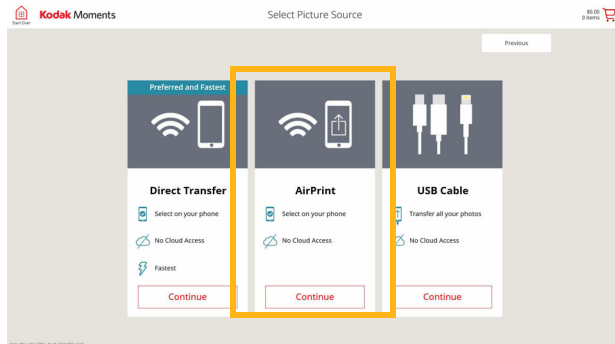 Start Over
Kodak Moments
Select Picture Source
$0.00
0 items
Previous
Preferred and Fastest
Direct Transfer
Select on your phone
No Cloud Access
Fastest
Continue
AirPrint
Select on your phone
No Cloud Access
Continue
USB Cable
Transfer all your photos
No Cloud Access
Continue